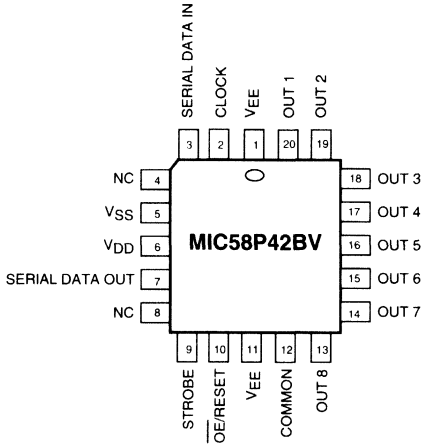 SERIAL DATA IN
CLOCK
VEE
OUT 1
OUT 2
3 2 1 20 19
NC 4
VSS 5
VDD 6
SERIAL DATA OUT 7
NC 8
MIC58P42BV
18 OUT 3
17 OUT 4
16 OUT 5
15 OUT 6
14 OUT 7
9 10 11 12 13
STROBE
OE/RESET
VEE
COMMON
OUT 8